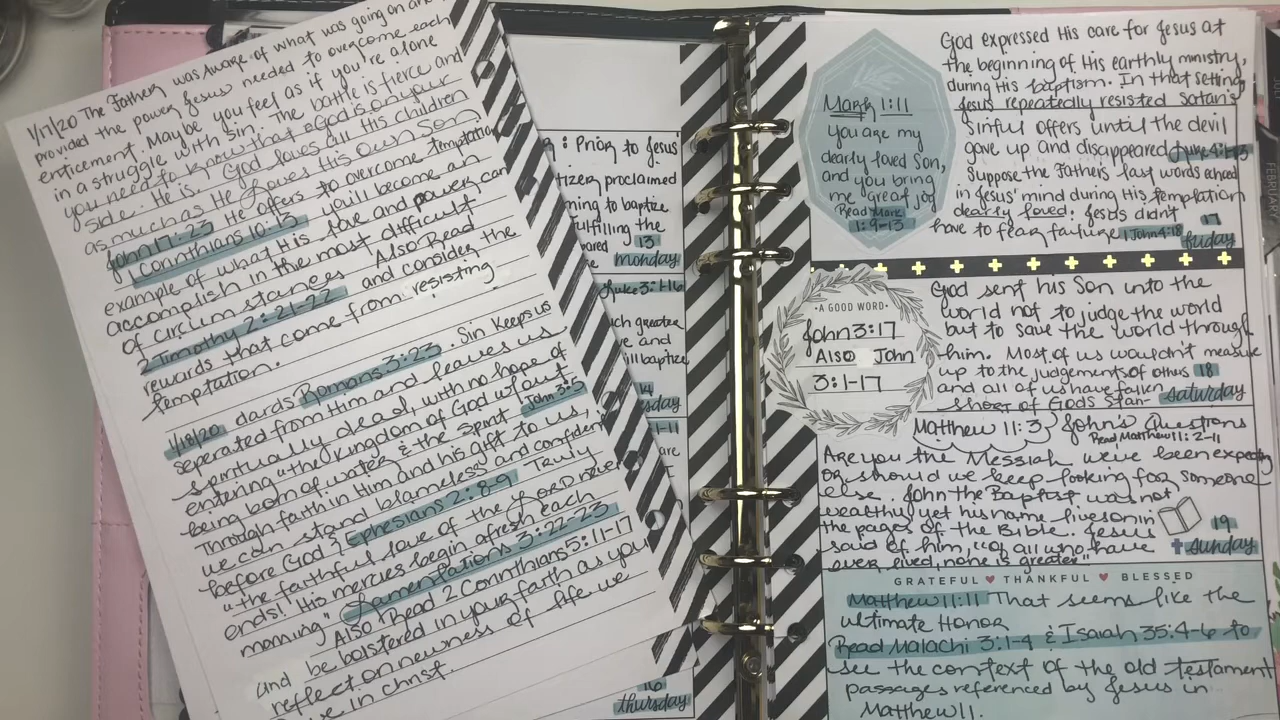 1/17/20 The Father was aware of what was going on and
provided the power Jesus needed to overcome each
enticement. Maybe you feel as if you're alone
in a struggle with sin. The battle is fierce and
you need to know that a God is on your
side. He is. God loves all His children
as much as He loves His own Son
John 17:23 He offers to overcome temptation
1 Corinthians 10:13 you'll become an
example of what His love and power can
accomplish in the most difficult
of circumstances. Also Read
2 Timothy 2:21-22 and consider the
rewards that come from resisting
temptation.
1/18/20 dards Romans 3:23. Sin keeps us
seperated from Him and leaves us
spiritually dead, with no hope of
entering "the Kingdom of God without
being born of water & the Spirit John 3:5
Through faith in Him and his gift to us,
we can stand blameless and confident
before God & Ephesians 2:8-9 Truly
"the faithful love of the LORD never
ends! His mercies begin afresh each
morning" Lamentations 3:22-23
Also Read 2 Corinthians 5:11-17
and be bolstered in your faith as you
reflect on newness of life we
in christ.
: Prior to Jesus
tizer proclaimed
ning to baptize
ulfilling the
13
monday
Luke 3:1-16
ch greater
e and
ill baptize
14
sday
1-11
are
16
thursday
Mark 1:11
you are my
dearly loved Son,
and you bring
me great joy
Read Mark
1:9-13
God expressed His care for Jesus at
the beginning of His earthly ministry,
during His baptism. In that setting
Jesus repeatedly resisted Satan's
sinful offers until the devil
gave up and disappeared Luke 4:1-13
Suppose the Fathers last words echoed
in Jesus' mind during His temptation
dearly loved. Jesus didn't 17
have to fear failure 1 John 4:18 friday
• A GOOD WORD •
John 3:17
Also John
3:1-17
God sent his Son into the
world not to judge the world
but to save the world through
him. Most of us wouldn't measure
up to the judgements of others 18
and all of us have fallen saturday
short of Gods stan-
Matthew 11:3 John's Questions
Read Matthew 11:2-11
Are you the Messiah we've been expecting
or should we keep looking for someone
else. John the Baptist was not
wealthy yet his name lives on in
the pages of the Bible. Jesus 19
said of him, "of all who have sunday
ever lived, none is greater"
GRATEFUL ♥ THANKFUL ♥ BLESSED
Matthew 11:11 That seems like the
ultimate Honor
Read Malachi 3:1-4 & Isaiah 35:4-6 to
see the context of the old testament
passages referenced by Jesus in
Matthew 11.
FEBRUARY